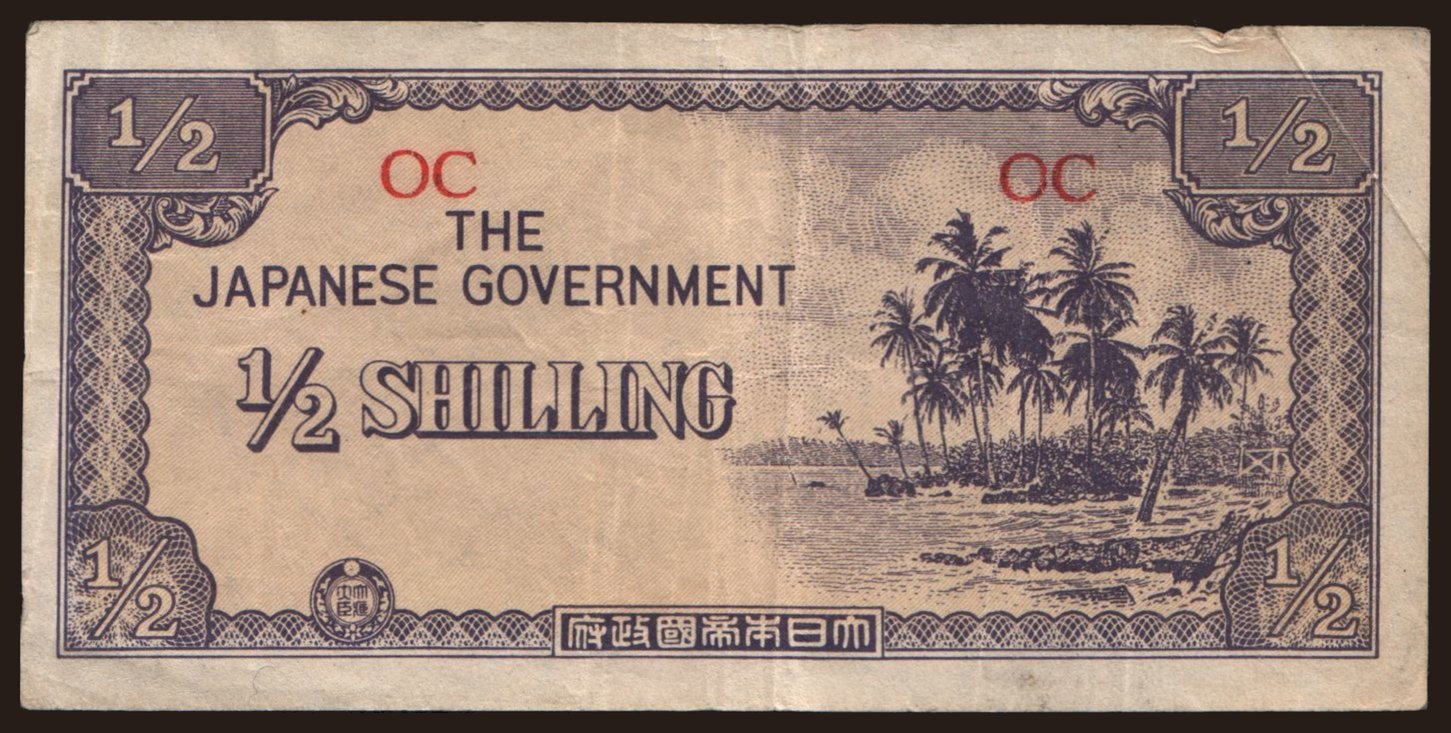 1/2
1/2
OC
OC
THE
JAPANESE GOVERNMENT
1/2 SHILLING
1/2
1/2
府政國帝本日大